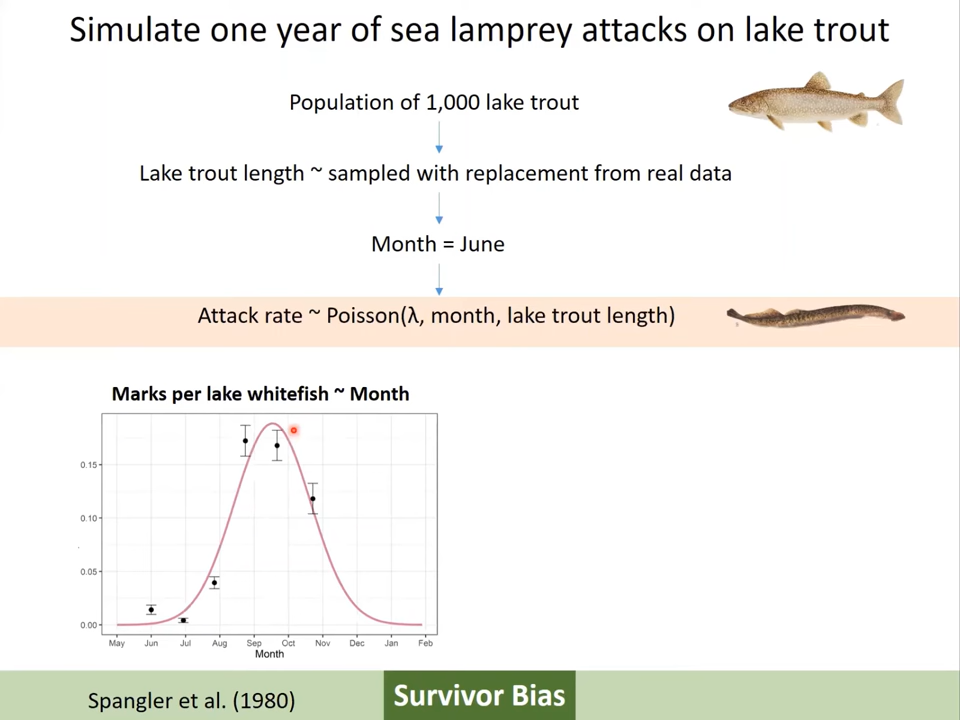 Simulate one year of sea lamprey attacks on lake trout
Population of 1,000 lake trout
Lake trout length ~ sampled with replacement from real data
Month = June
Attack rate ~ Poisson(λ, month, lake trout length)
Marks per lake whitefish ~ Month
0.15
0.10
0.05
0.00
May Jun Jul Aug Sep Oct Nov Dec Jan Feb
Month
Spangler et al. (1980)
Survivor Bias